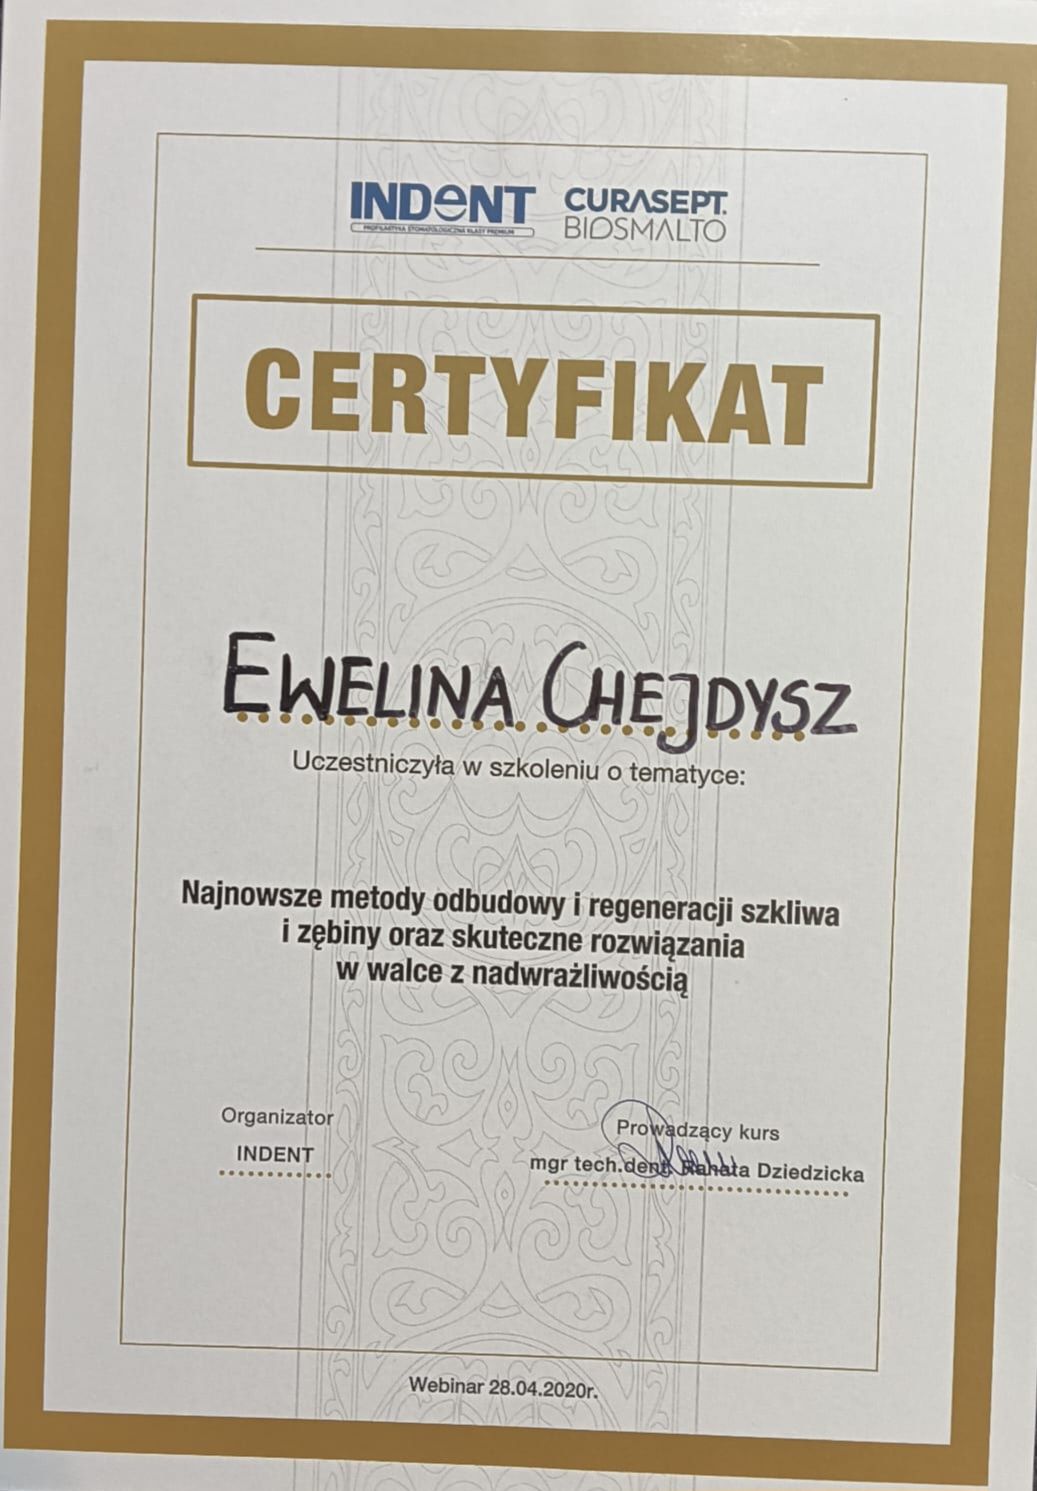 INDENT CURASEPT.
PROFILAKTYKA STOMATOLOGICZNA KLASY PREMIUM BIOSMALTO
CERTYFIKAT
EWELINA CHEJDYSZ
Uczestniczyła w szkoleniu o tematyce:
Najnowsze metody odbudowy i regeneracji szkliwa
i zębiny oraz skuteczne rozwiązania
w walce z nadwrażliwością
Organizator
INDENT
Prowadzący kurs
mgr tech.dent. Dziedzicka
Webinar 28.04.2020r.